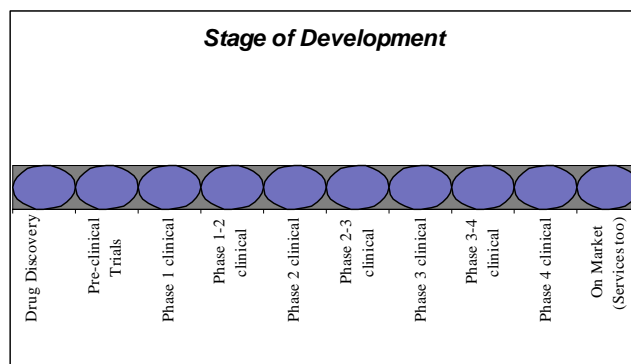 Stage of Development
Drug Discovery
Pre-clinical
Trials
Phase 1 clinical
Phase 1-2
clinical
Phase 2 clinical
Phase 2-3
clinical
Phase 3 clinical
Phase 3-4
clinical
Phase 4 clinical
On Market
(Services too)